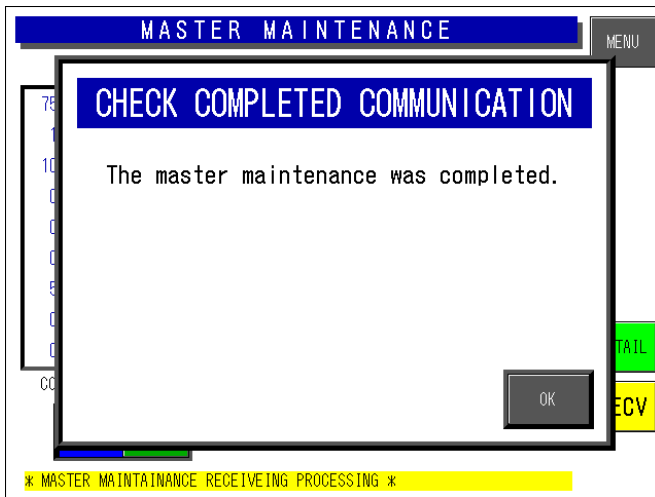 MASTER MAINTENANCE
MENU
CHECK COMPLETED COMMUNICATION
The master maintenance was completed.
OK
TAIL
ECV
* MASTER MAINTAINANCE RECEIVEING PROCESSING *